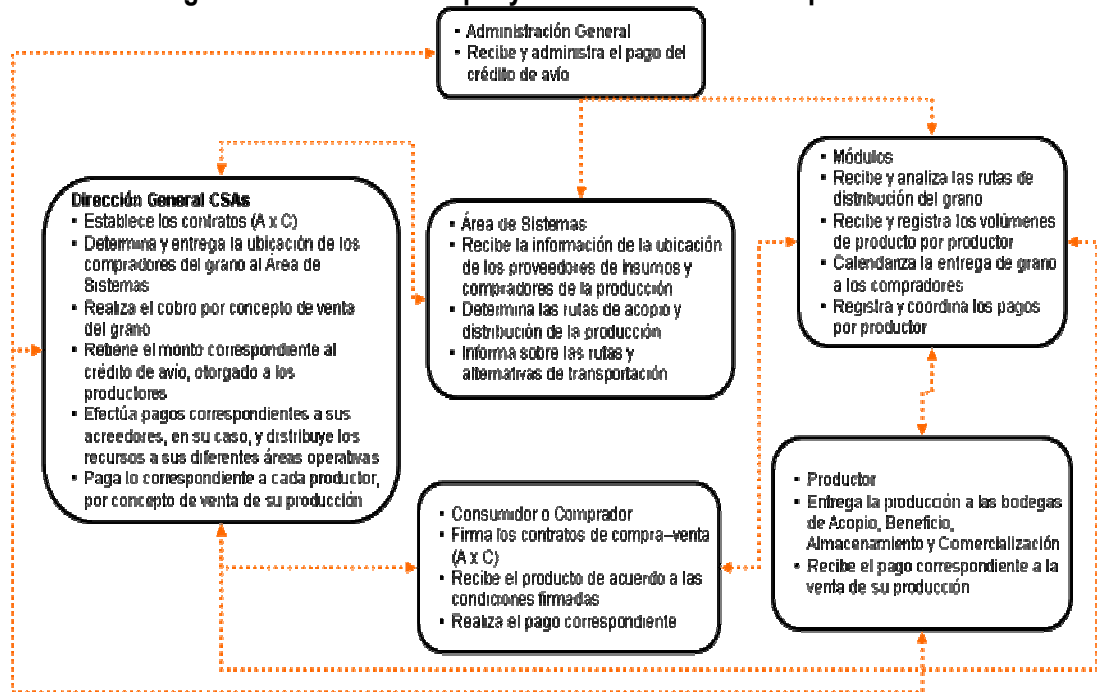 ▪ Administración General
▪ Recibe y administra el pago del
crédito de avío
Dirección General CSAs
▪ Establece los contratos (A x C)
▪ Determina y entrega la ubicación de los
compradores del grano al Área de
Sistemas
▪ Realiza el cobro por concepto de venta
del grano
▪ Retiene el monto correspondiente al
crédito de avío, otorgado a los
productores
▪ Efectúa pagos correspondientes a sus
acreedores, en su caso, y distribuye los
recursos a sus diferentes áreas operativas
▪ Paga lo correspondiente a cada productor,
por concepto de venta de su producción
▪ Área de Sistemas
▪ Recibe la información de la ubicación
de los proveedores de insumos y
compradores de la producción
▪ Determina las rutas de acopio y
distribución de la producción
▪ Informa sobre las rutas y
alternativas de transportación
▪ Módulos
▪ Recibe y analiza las rutas de
distribución del grano
▪ Recibe y registra los volúmenes
de producto por productor
▪ Calendariza la entrega de grano
a los compradores
▪ Registra y coordina los pagos
por productor
▪ Consumidor o Comprador
▪ Firma los contratos de compra–venta
(A x C)
▪ Recibe el producto de acuerdo a las
condiciones firmadas
▪ Realiza el pago correspondiente
▪ Productor
▪ Entrega la producción a las bodegas
de Acopio, Beneficio,
Almacenamiento y Comercialización
▪ Recibe el pago correspondiente a la
venta de su producción